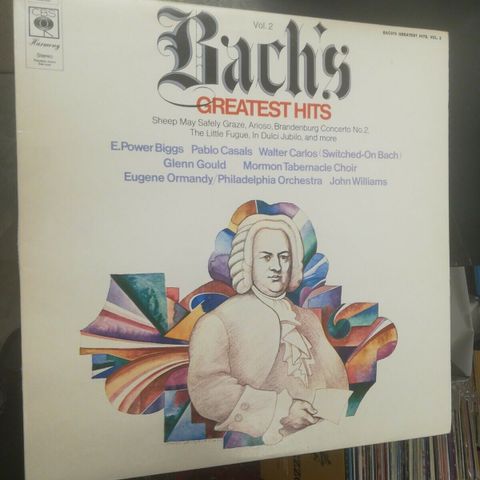 CBS
Harmony
Stereo
BACH'S GREATEST HITS, VOL. 2
Vol. 2
Bach's
GREATEST HITS
Sheep May Safely Graze, Arioso, Brandenburg Concerto No. 2,
The Little Fugue, In Dulci Jubilo, and more
E. Power Biggs Pablo Casals Walter Carlos (Switched-On Bach)
Glenn Gould Mormon Tabernacle Choir
Eugene Ormandy/Philadelphia Orchestra John Williams